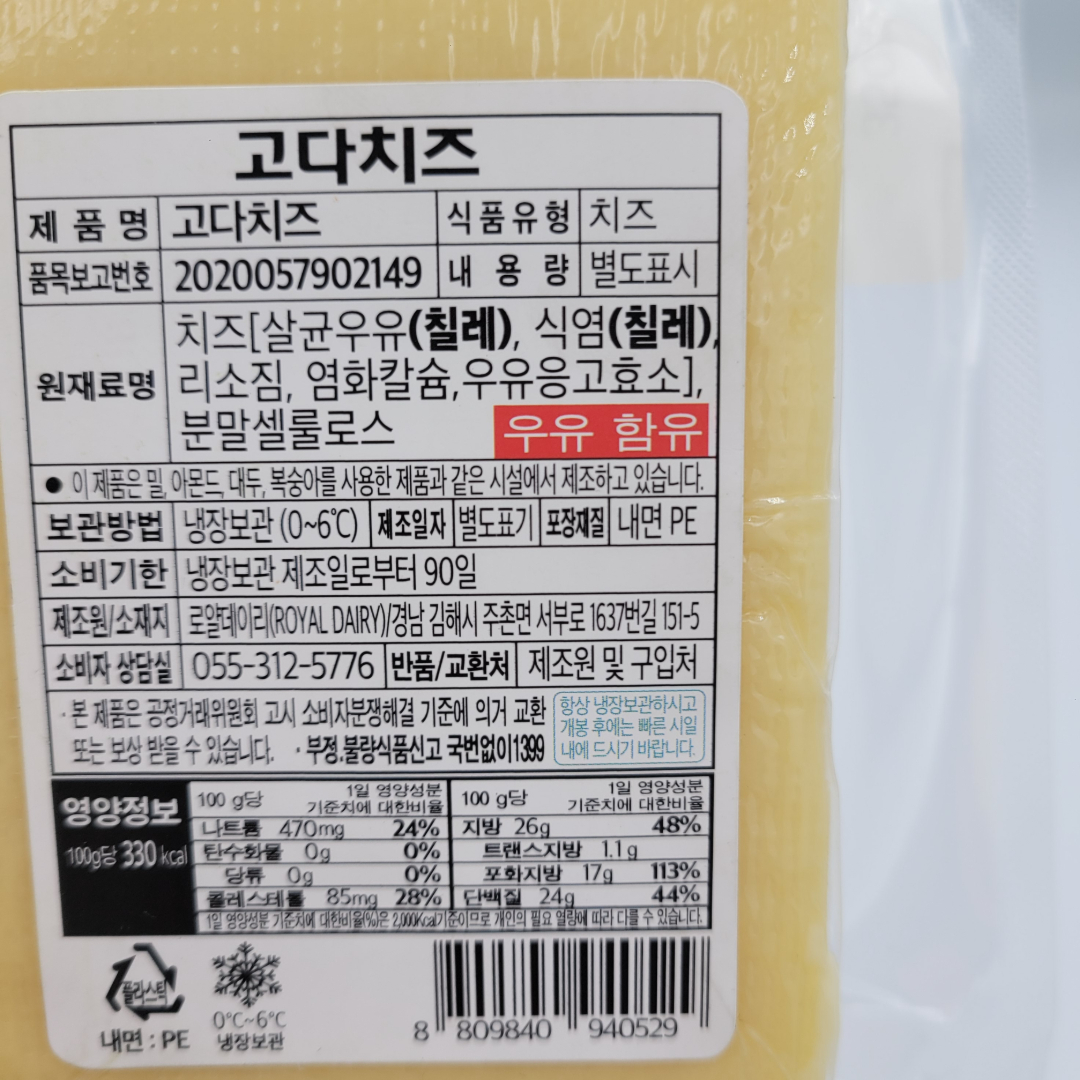 고다치즈
제 품 명 고다치즈 식품유형 치즈
품목보고번호 2020057902149 내 용 량 별도표시
원재료명 치즈[살균우유(칠레), 식염(칠레),
리소짐, 염화칼슘,우유응고효소],
분말셀룰로스 우유 함유
● 이 제품은 밀, 아몬드, 대두, 복숭아를 사용한 제품과 같은 시설에서 제조하고 있습니다.
보관방법 냉장보관 (0~6℃) 제조일자 별도표기 포장재질 내면 PE
소비기한 냉장보관 제조일로부터 90일
제조원/소재지 로얄데이리(ROYAL DAIRY)/경남 김해시 주촌면 서부로 1637번길 151-5
소비자 상담실 055-312-5776 반품/교환처 제조원 및 구입처
· 본 제품은 공정거래위원회 고시 소비자분쟁해결 기준에 의거 교환
또는 보상 받을 수 있습니다. · 부정.불량식품신고 국번없이1399
항상 냉장보관하시고
개봉 후에는 빠른 시일
내에 드시기 바랍니다.
영양정보
100g당 330 kcal
100 g당 1일 영양성분 기준치에 대한비율
나트륨 470mg 24%
탄수화물 0g 0%
당류 0g 0%
콜레스테롤 85mg 28%
100 g당 1일 영양성분 기준치에 대한비율
지방 26g 48%
트랜스지방 1.1g
포화지방 17g 113%
단백질 24g 44%
1일 영양성분 기준치에 대한비율(%)은 2,000Kcal기준이므로 개인의 필요 열량에 따라 다를 수 있습니다.
플라스틱
내면 : PE
0°C~6°C
냉장보관
8 809840 940529